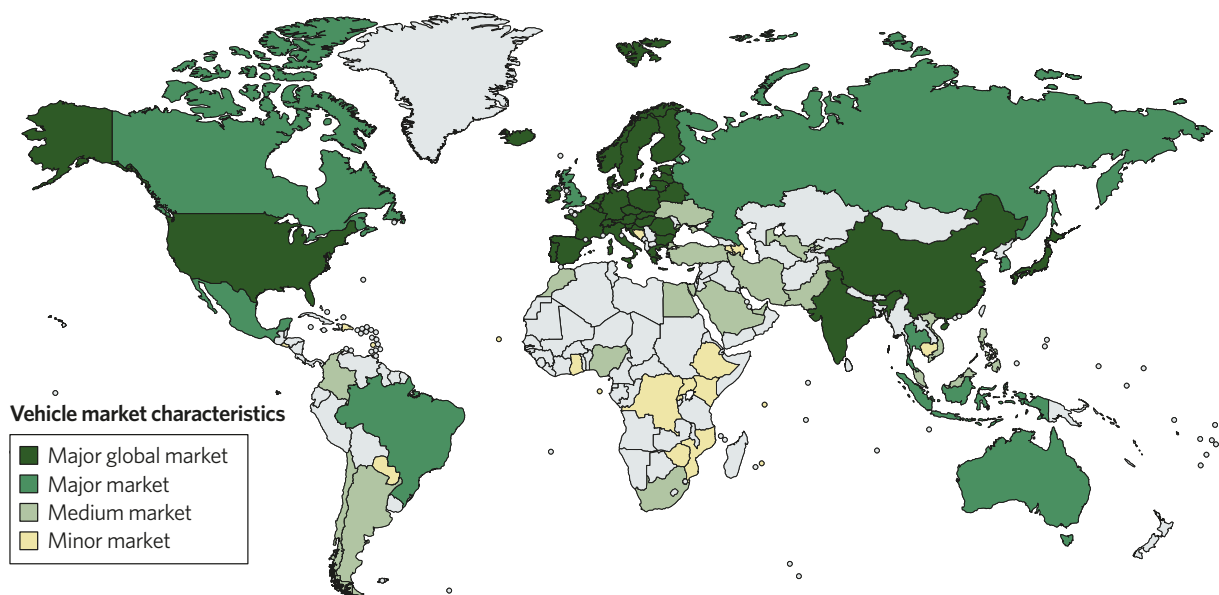 Vehicle market characteristics
Major global market
Major market
Medium market
Minor market